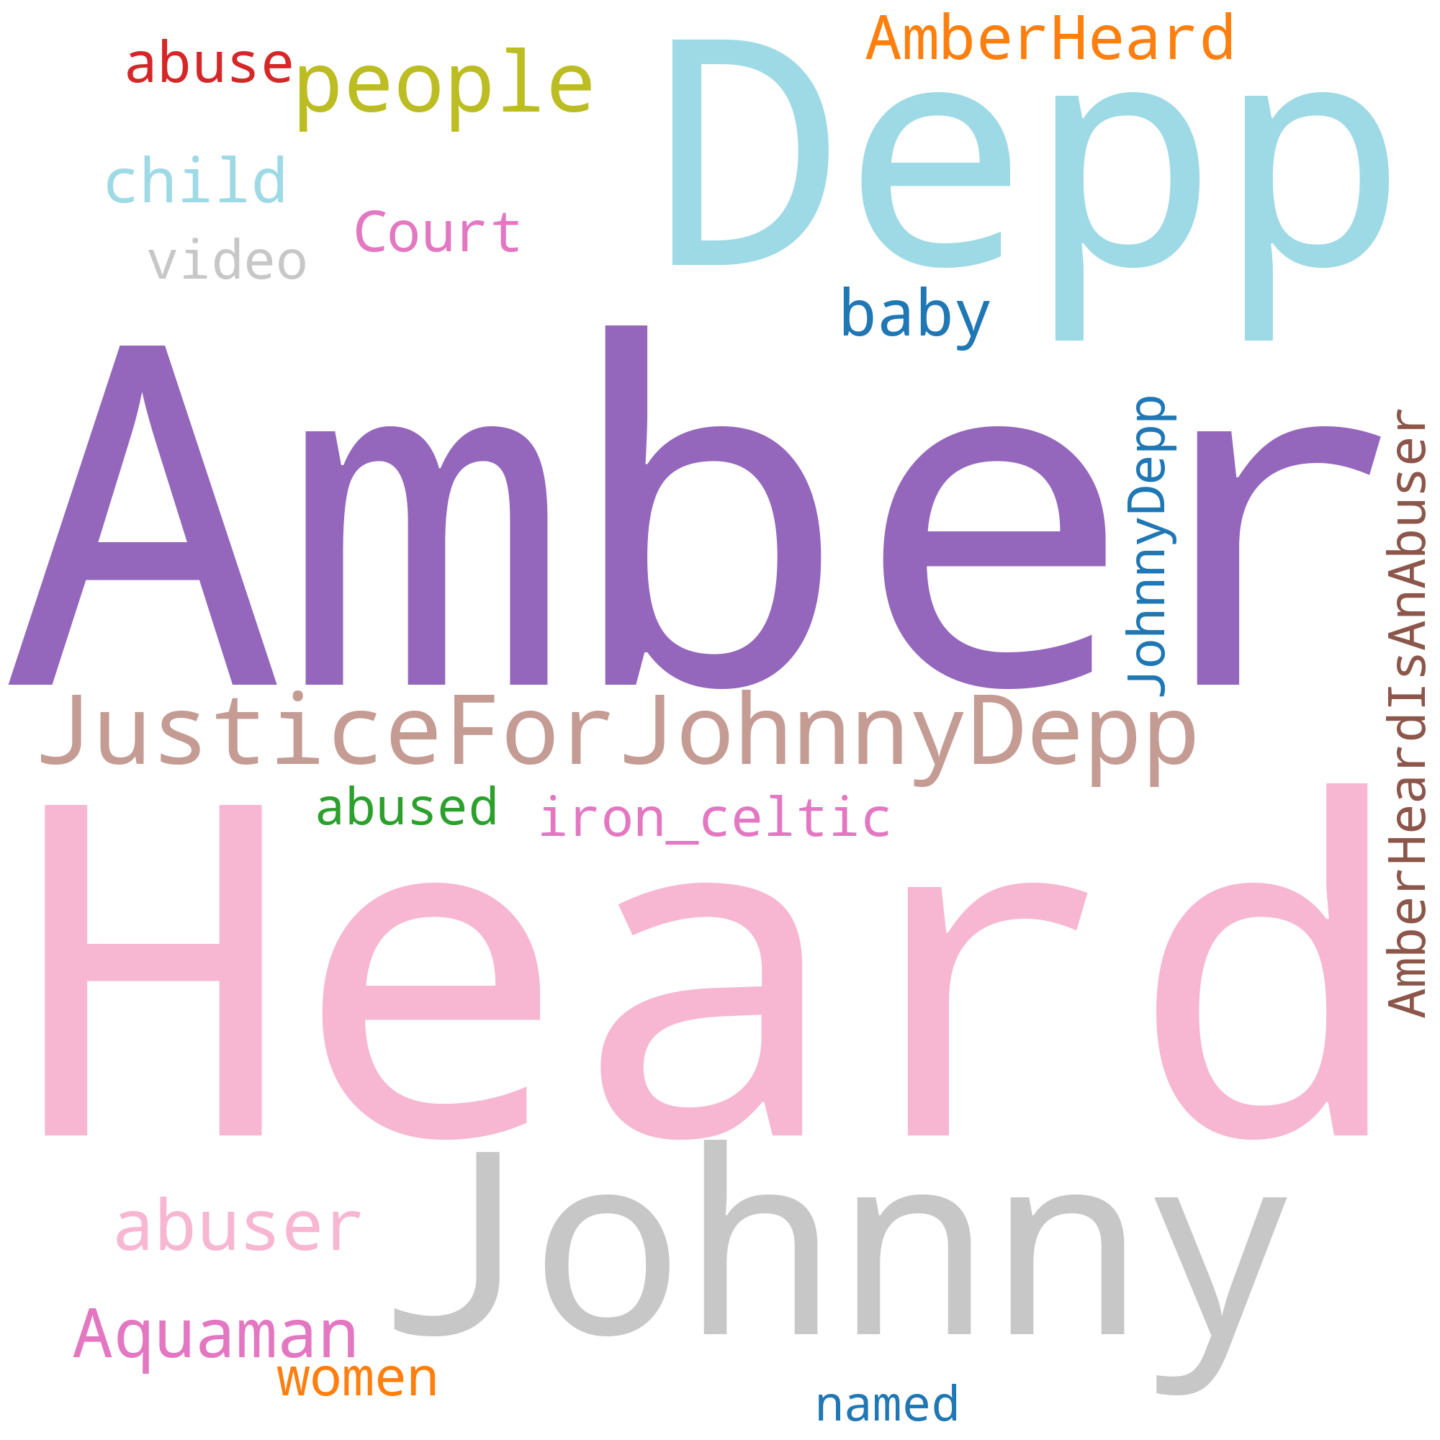 AmberHeard
abuse
people
Depp
child
Court
video
baby
Amber
JohnnyDepp
AmberHeardIsAnAbuser
JusticeForJohnnyDepp
abused
iron_celtic
Heard
Johnny
abuser
Aquaman
women
named